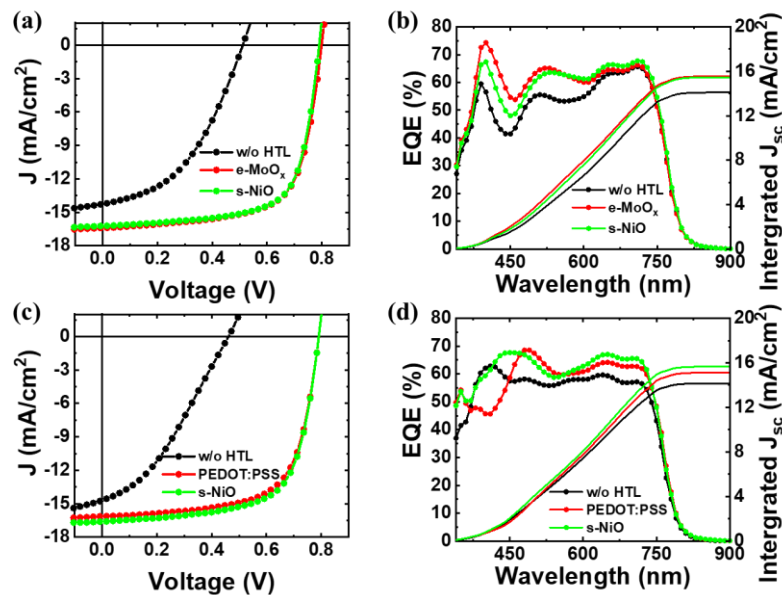 (a)
J (mA/cm²)
0
-3
-6
-9
-12
-15
-18
w/o HTL
e-MoOₓ
s-NiO
0.0 0.2 0.4 0.6 0.8
Voltage (V)
(b)
EQE (%)
80
70
60
50
40
30
20
10
0
w/o HTL
e-MoOₓ
s-NiO
20
16
12
8
4
0
Intergrated J_SC (mA/cm²)
450 600 750 900
Wavelength (nm)
(c)
J (mA/cm²)
0
-3
-6
-9
-12
-15
-18
w/o HTL
PEDOT:PSS
s-NiO
0.0 0.2 0.4 0.6 0.8
Voltage (V)
(d)
EQE (%)
80
70
60
50
40
30
20
10
0
w/o HTL
PEDOT:PSS
s-NiO
20
16
12
8
4
0
Intergrated J_SC (mA/cm²)
450 600 750 900
Wavelength (nm)